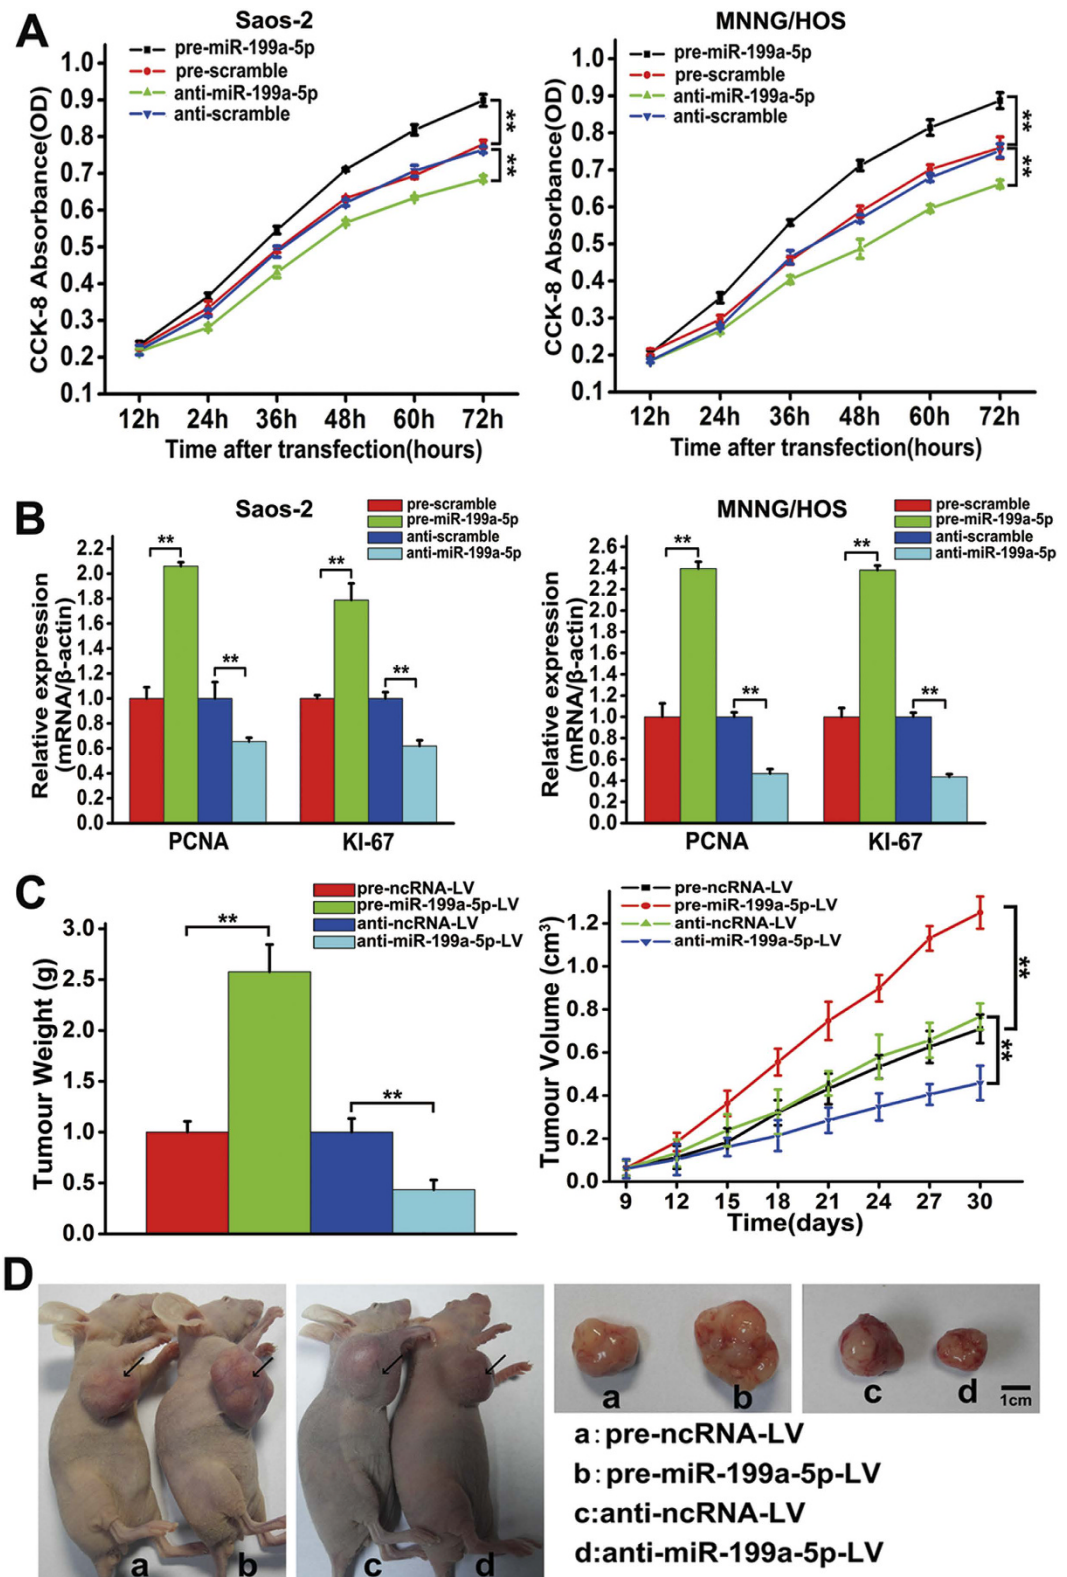 A
Saos-2
pre-miR-199a-5p
pre-scramble
anti-miR-199a-5p
anti-scramble
CCK-8 Absorbance(OD)
1.0
0.9
0.8
0.7
0.6
0.5
0.4
0.3
0.2
0.1
**
**
12h 24h 36h 48h 60h 72h
Time after transfection(hours)
MNNG/HOS
pre-miR-199a-5p
pre-scramble
anti-miR-199a-5p
anti-scramble
CCK-8 Absorbance(OD)
1.0
0.9
0.8
0.7
0.6
0.5
0.4
0.3
0.2
0.1
**
**
12h 24h 36h 48h 60h 72h
Time after transfection(hours)
B
Saos-2
pre-scramble
pre-miR-199a-5p
anti-scramble
anti-miR-199a-5p
Relative expression
(mRNA/β-actin)
2.2
2.0
1.8
1.6
1.4
1.2
1.0
0.8
0.6
0.4
0.2
0.0
** ** ** **
PCNA KI-67
MNNG/HOS
pre-scramble
pre-miR-199a-5p
anti-scramble
anti-miR-199a-5p
Relative expression
(mRNA/β-actin)
2.6
2.4
2.2
2.0
1.8
1.6
1.4
1.2
1.0
0.8
0.6
0.4
0.2
0.0
** ** ** **
PCNA KI-67
C
pre-ncRNA-LV
pre-miR-199a-5p-LV
anti-ncRNA-LV
anti-miR-199a-5p-LV
Tumour Weight (g)
3.0
2.5
2.0
1.5
1.0
0.5
0.0
** **
pre-ncRNA-LV
pre-miR-199a-5p-LV
anti-ncRNA-LV
anti-miR-199a-5p-LV
Tumour Volume (cm3)
1.2
1.0
0.8
0.6
0.4
0.2
0.0
**
**
9 12 15 18 21 24 27 30
Time(days)
D
a b
c d
a b
c d
1cm
a:pre-ncRNA-LV
b:pre-miR-199a-5p-LV
c:anti-ncRNA-LV
d:anti-miR-199a-5p-LV